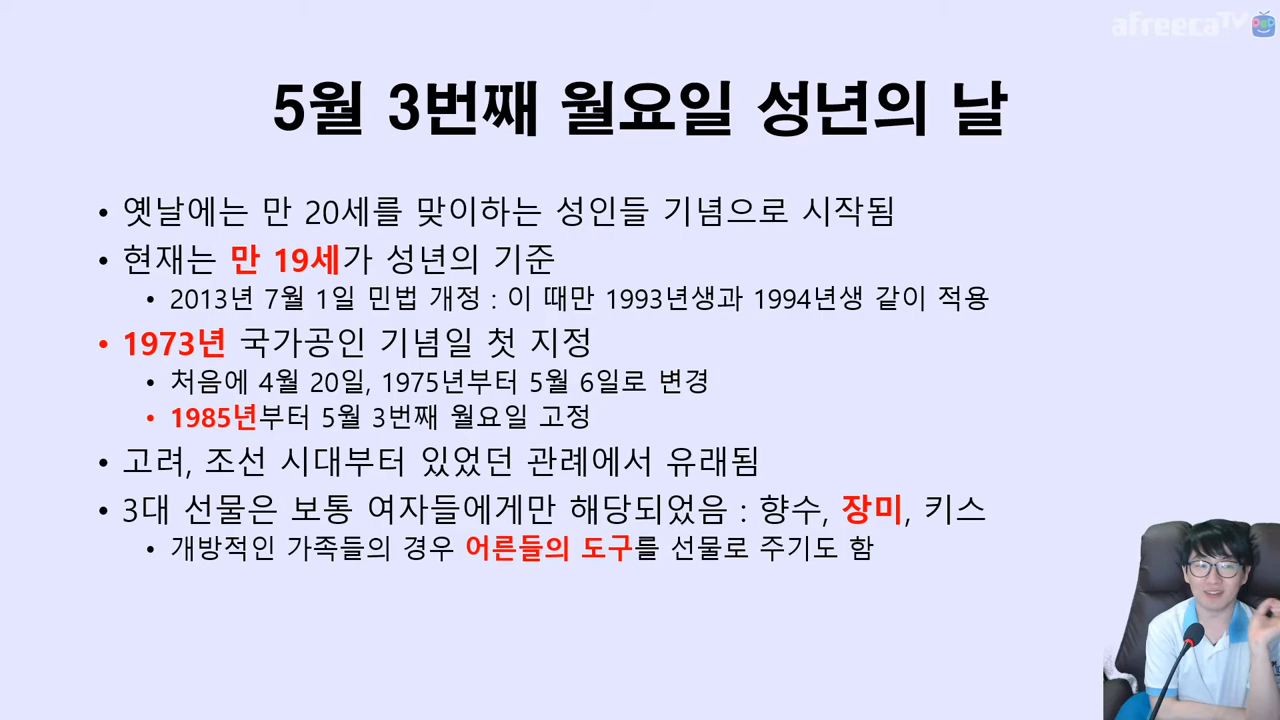 afreecaTV
5월 3번째 월요일 성년의 날
• 옛날에는 만 20세를 맞이하는 성인들 기념으로 시작됨
• 현재는 만 19세가 성년의 기준
• 2013년 7월 1일 민법 개정 : 이 때만 1993년생과 1994년생 같이 적용
• 1973년 국가공인 기념일 첫 지정
• 처음에 4월 20일, 1975년부터 5월 6일로 변경
• 1985년부터 5월 3번째 월요일 고정
• 고려, 조선 시대부터 있었던 관례에서 유래됨
• 3대 선물은 보통 여자들에게만 해당되었음 : 향수, 장미, 키스
• 개방적인 가족들의 경우 어른들의 도구를 선물로 주기도 함